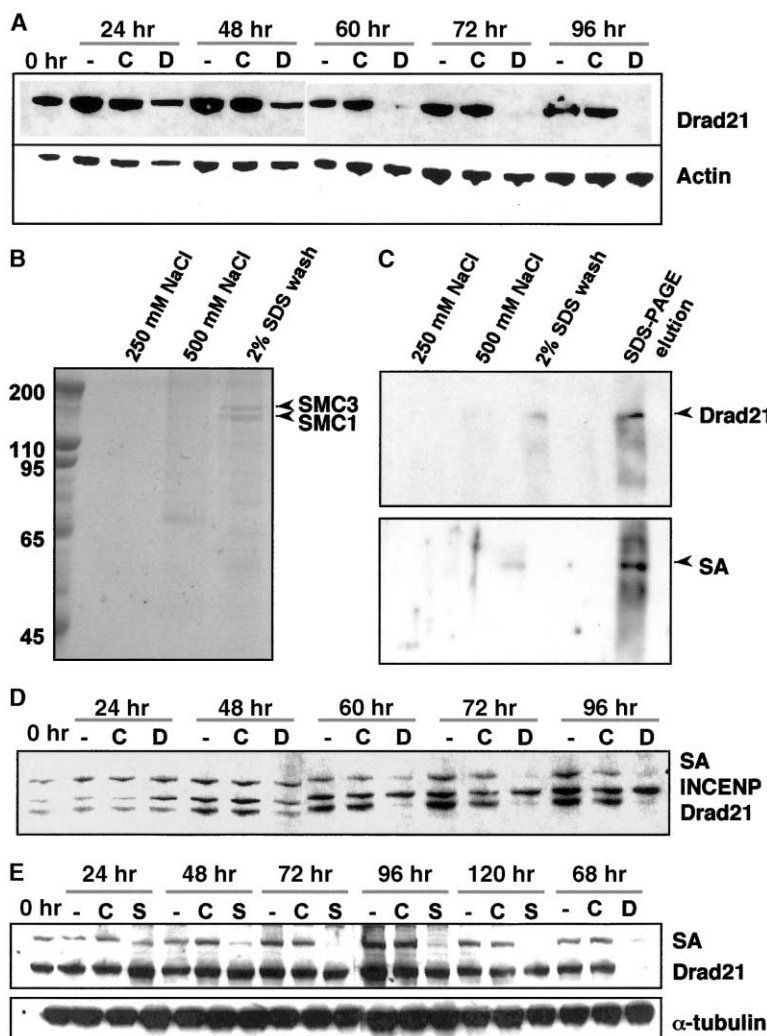 A
24 hr 48 hr 60 hr 72 hr 96 hr
0 hr - C D - C D - C D - C D - C D
Drad21
Actin
B
250 mM NaCl
500 mM NaCl
2% SDS wash
200
110
95
65
45
SMC3
SMC1
C
250 mM NaCl
500 mM NaCl
2% SDS wash
SDS-PAGE
elution
Drad21
SA
D
24 hr 48 hr 60 hr 72 hr 96 hr
0 hr - C D - C D - C D - C D - C D
SA
INCENP
Drad21
E
24 hr 48 hr 72 hr 96 hr 120 hr 68 hr
0 hr - C S - C S - C S - C S - C S - C D
SA
Drad21
α-tubulin